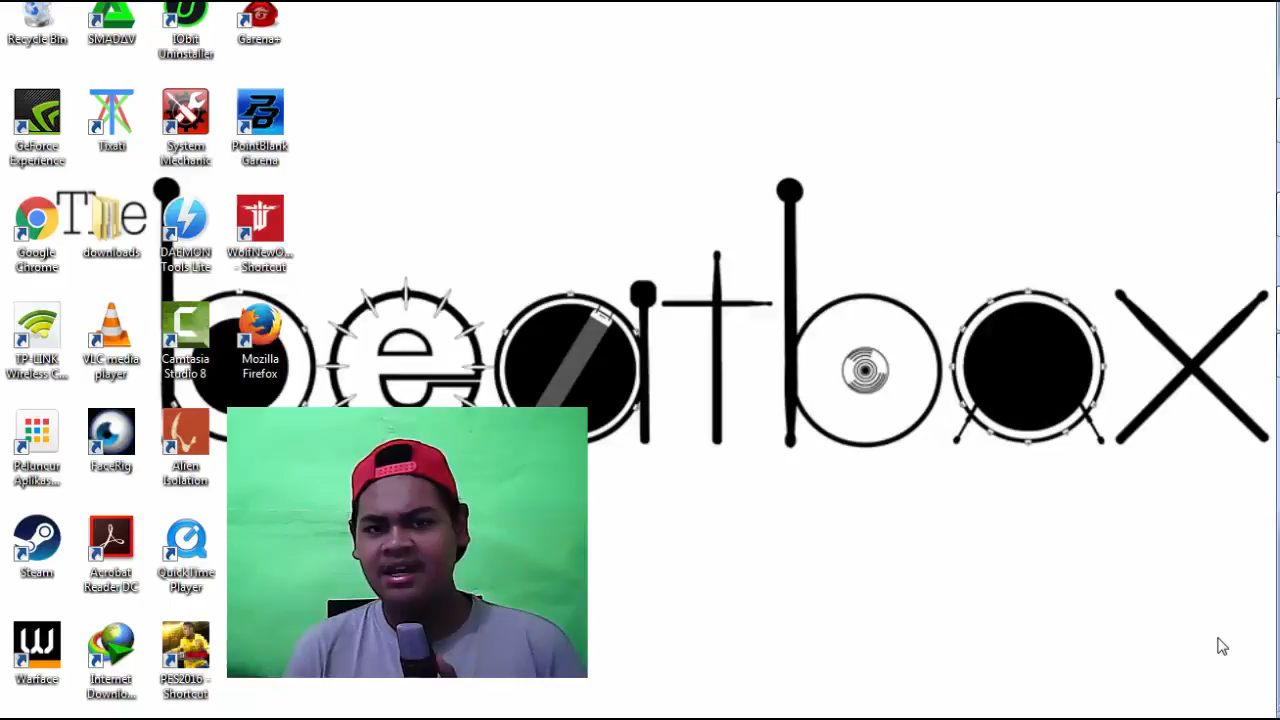 Recycle Bin
SMADΔV
IObit
Uninstaller
Garena+
GeForce
Experience
Tixati
System
Mechanic
PointBlank
Garena
The
Google
Chrome
downloads
DAEMON
Tools Lite
WolfNewO...
- Shortcut
beatbox
TP-LINK
Wireless C...
VLC media
player
Camtasia
Studio 8
Mozilla
Firefox
Peluncur
Aplikas...
FaceRig
Alien
Isolation
Steam
Acrobat
Reader DC
QuickTime
Player
Warface
Internet
Downlo...
PES2016 -
Shortcut